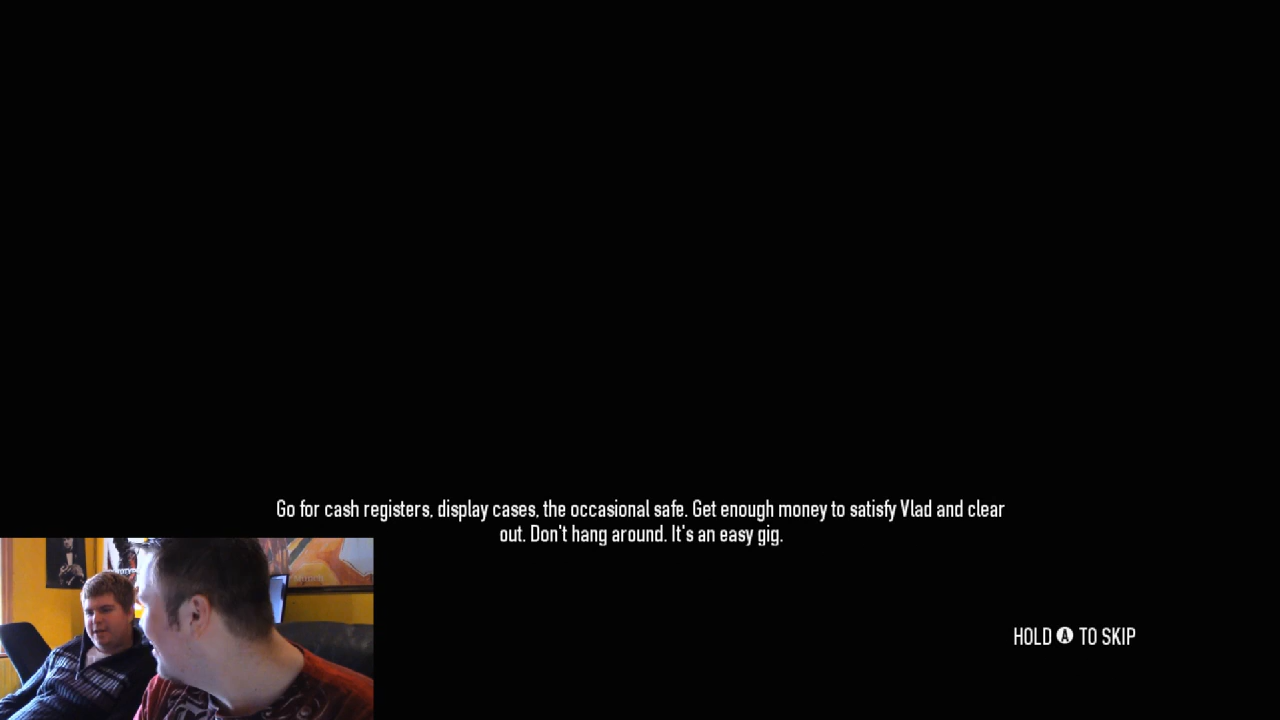 Go for cash registers, display cases, the occasional safe. Get enough money to satisfy Vlad and clear
out. Don't hang around. It's an easy gig.
HOLD A TO SKIP